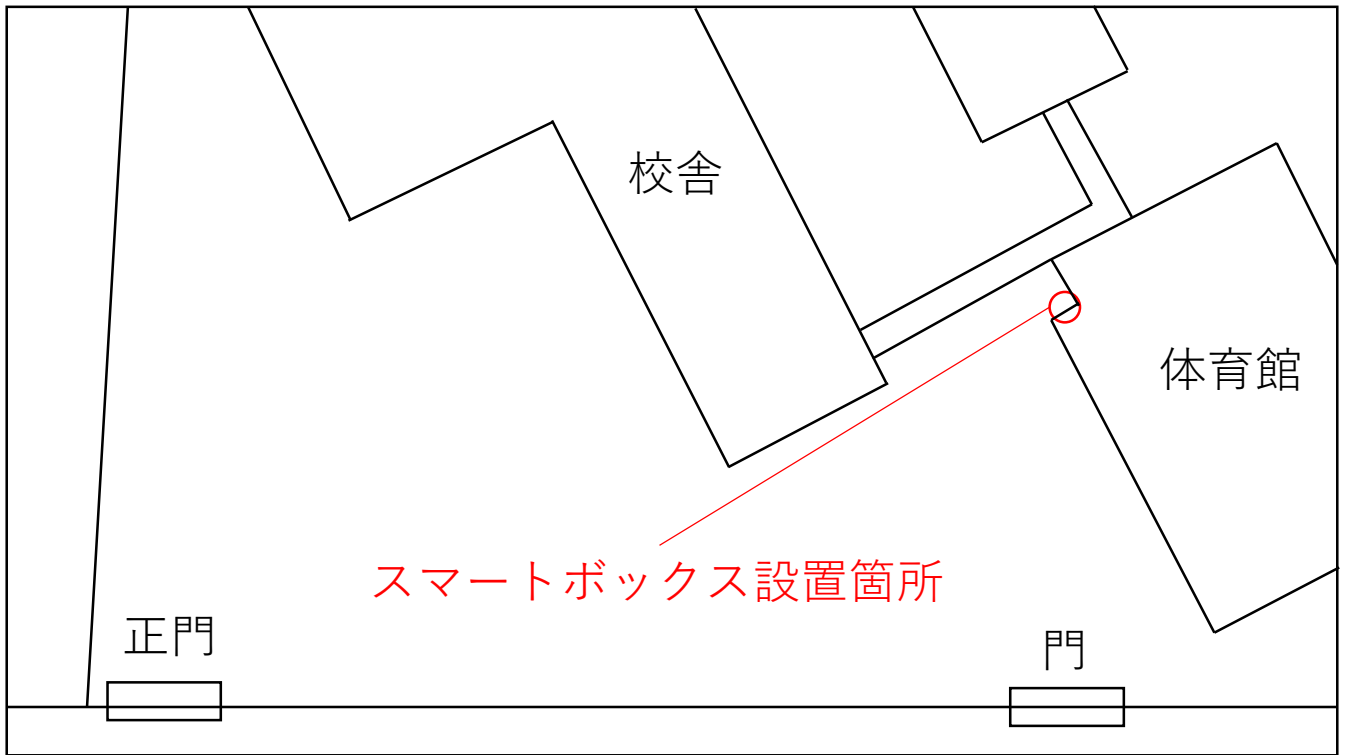 校舎
体育館
スマートボックス設置箇所
正門
門